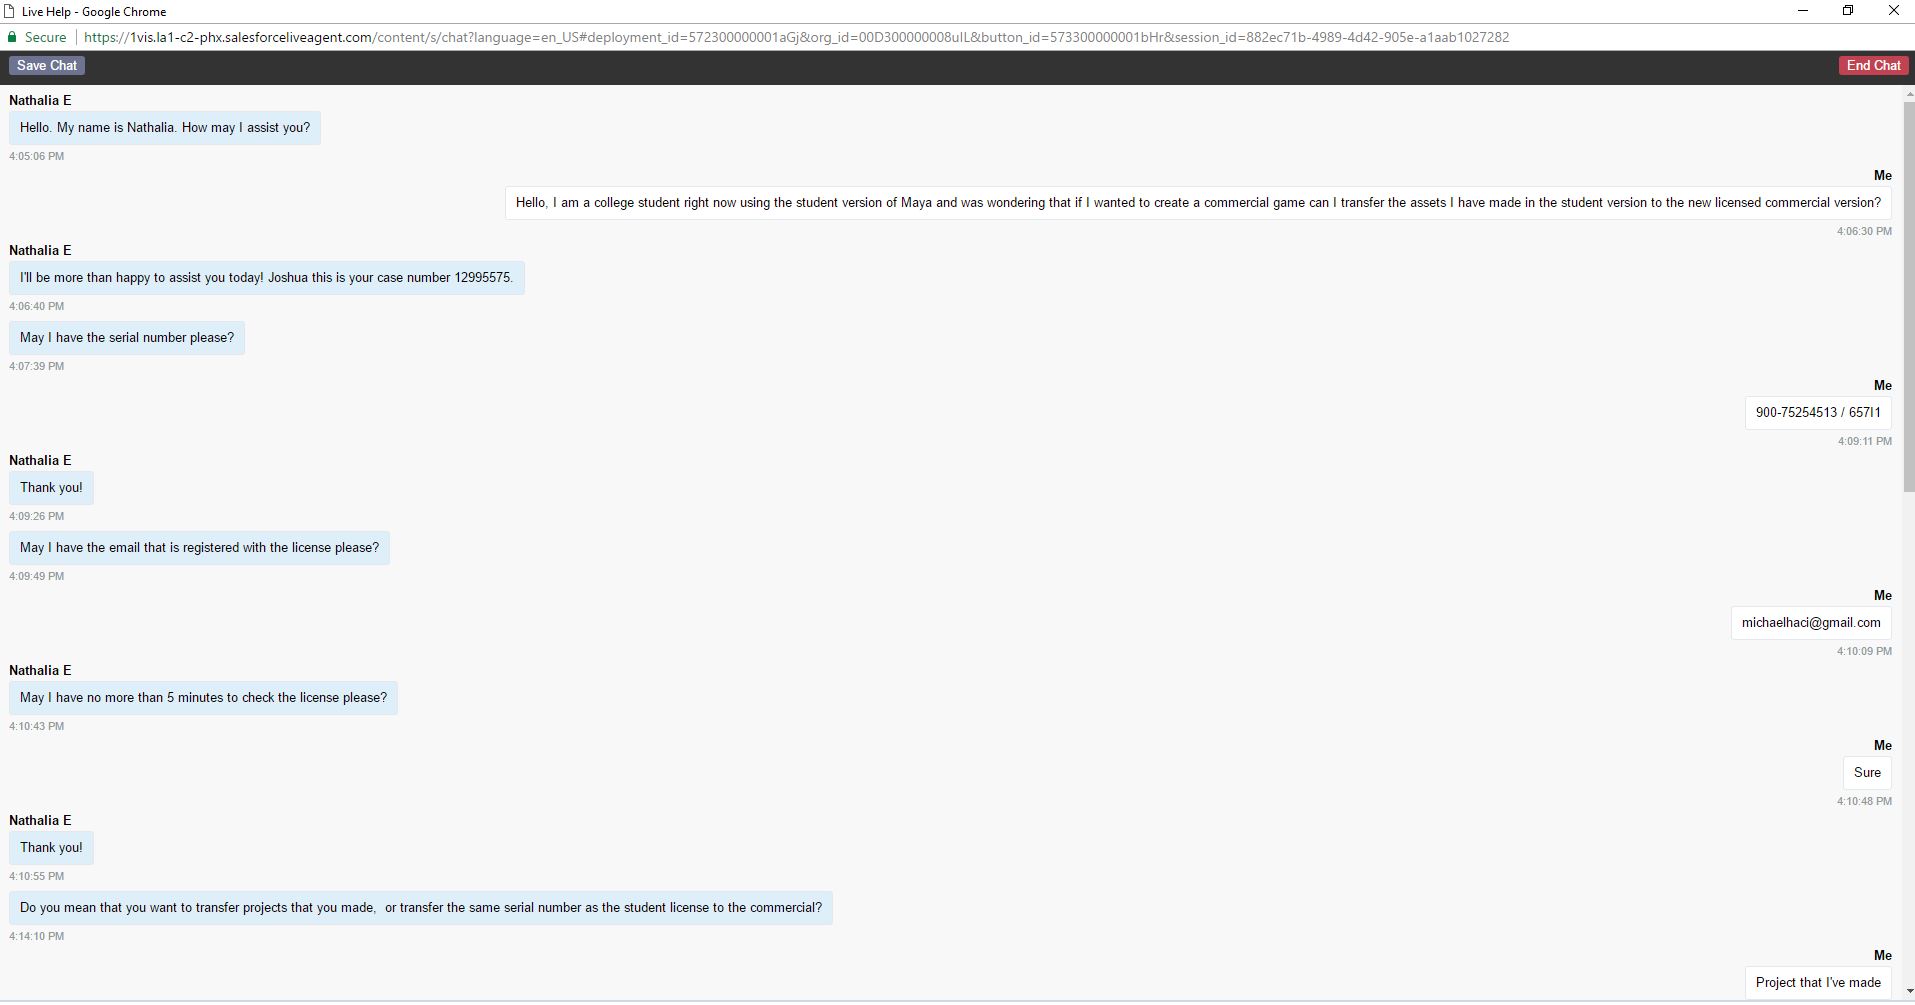 Live Help - Google Chrome
Secure
https://1vis.la1-c2-phx.salesforceliveagent.com/content/s/chat?language=en_US#deployment_id=572300000001aGj&org_id=00D300000008uIL&button_id=573300000001bHr&session_id=882ec71b-4989-4d42-905e-a1aab1027282
Save Chat
End Chat
Nathalia E
Hello. My name is Nathalia. How may I assist you?
4:05:06 PM
Me
Hello, I am a college student right now using the student version of Maya and was wondering that if I wanted to create a commercial game can I transfer the assets I have made in the student version to the new licensed commercial version?
4:06:30 PM
Nathalia E
I'll be more than happy to assist you today! Joshua this is your case number 12995575.
4:06:40 PM
May I have the serial number please?
4:07:39 PM
Me
900-75254513 / 657I1
4:09:11 PM
Nathalia E
Thank you!
4:09:26 PM
May I have the email that is registered with the license please?
4:09:49 PM
Me
michaelhaci@gmail.com
4:10:09 PM
Nathalia E
May I have no more than 5 minutes to check the license please?
4:10:43 PM
Me
Sure
4:10:48 PM
Nathalia E
Thank you!
4:10:55 PM
Do you mean that you want to transfer projects that you made,  or transfer the same serial number as the student license to the commercial?
4:14:10 PM
Me
Project that I've made